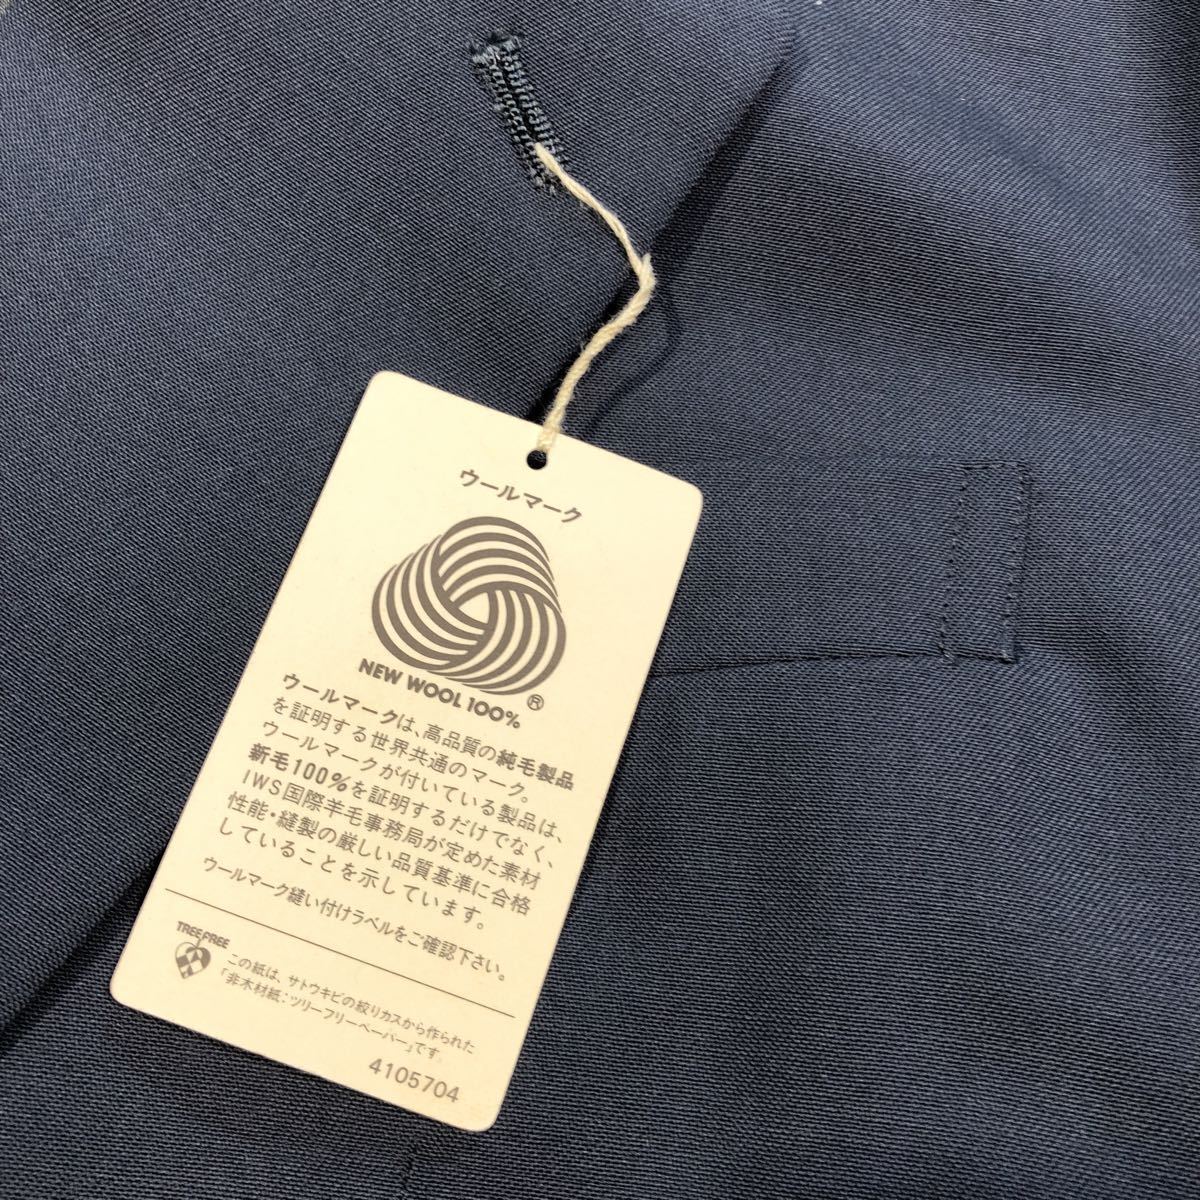 ウールマーク
NEW WOOL 100%
®
ウールマークは、高品質の純毛製品
を証明する世界共通のマーク。
ウールマークが付いている製品は、
新毛100%を証明するだけでなく、
IWS国際羊毛事務局が定めた素材
性能・縫製の厳しい品質基準に合格
していることを示しています。
ウールマーク縫い付けラベルをご確認下さい。
TREE FREE
この紙は、サトウキビの絞りカスから作られた
「非木材紙：ツリーフリーペーパー」です
4105704